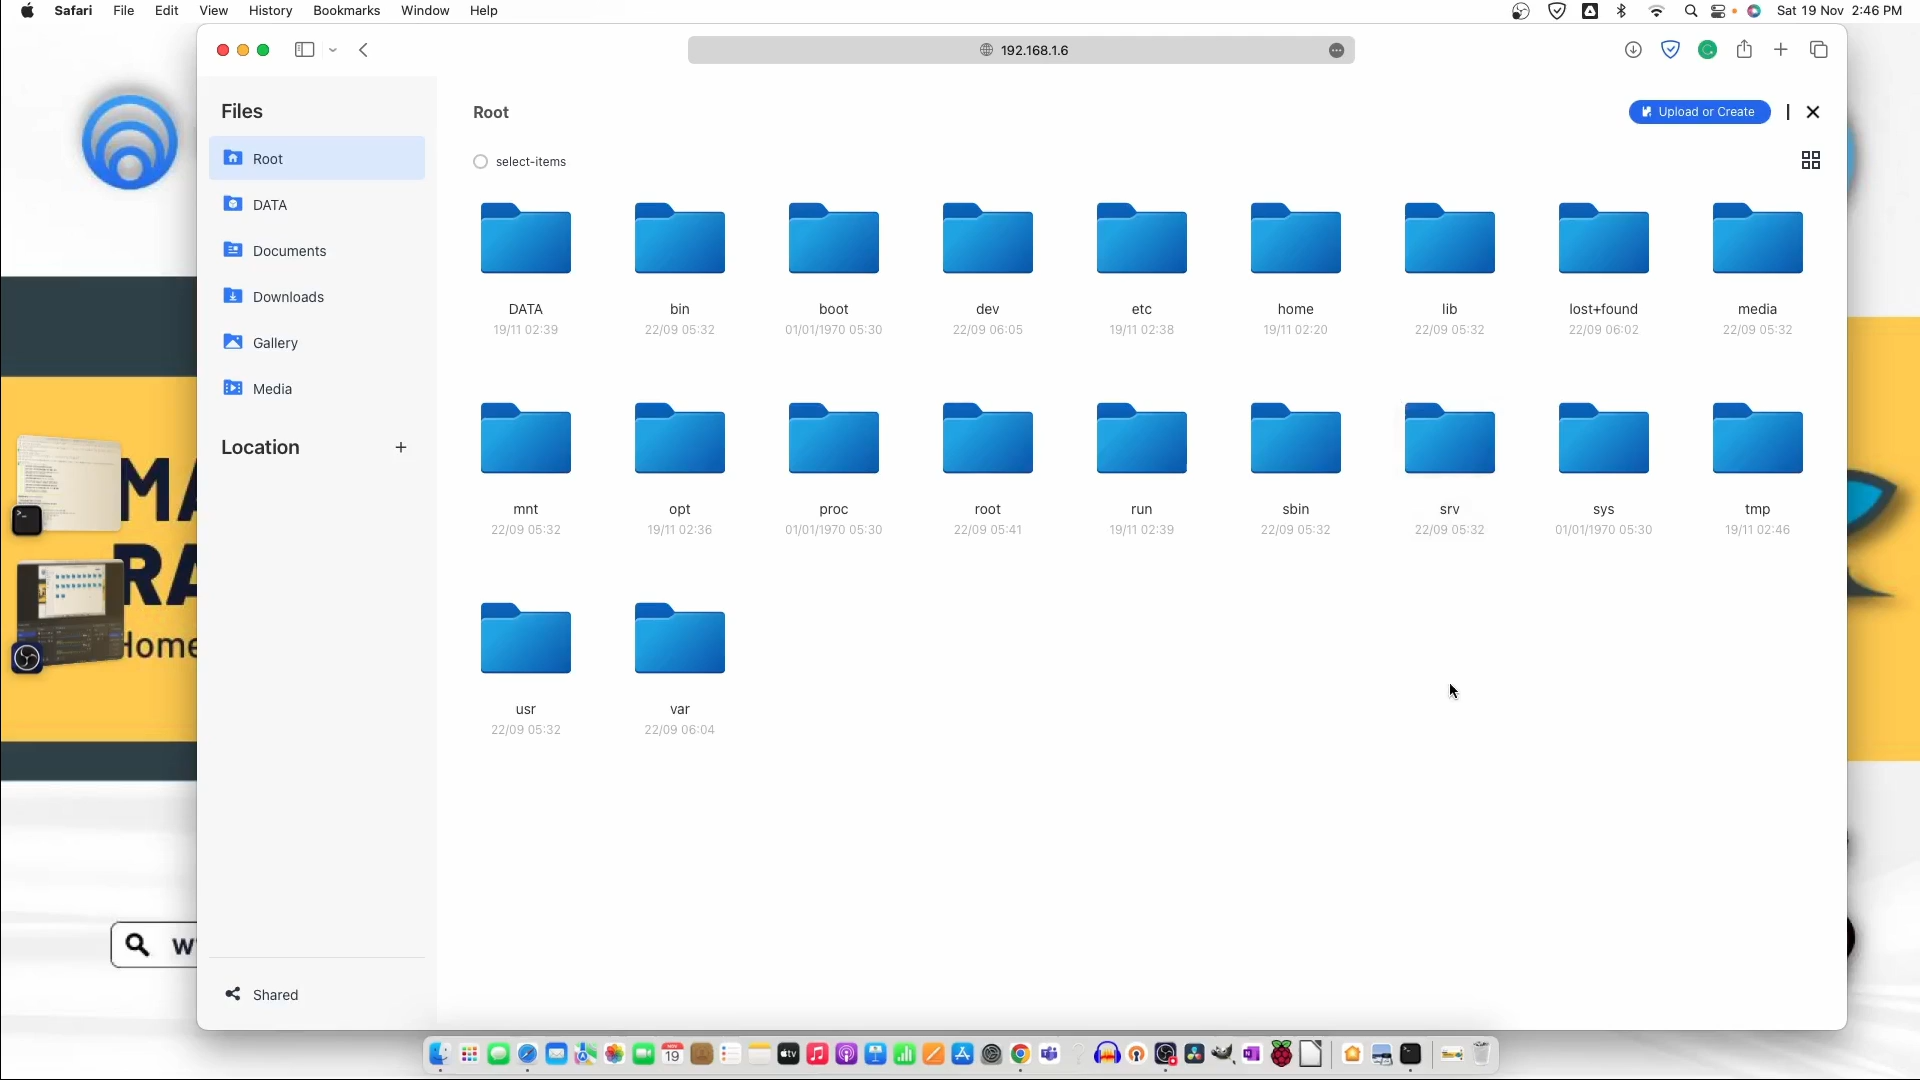 Safari File Edit View History Bookmarks Window Help Sat 19 Nov 2:46 PM
192.168.1.6
Files
Root
DATA
Documents
Downloads
Gallery
Media
Location +
Shared
Root
Upload or Create
select-items
DATA bin boot dev etc home lib lost+found media
19/11 02:39 22/09 05:32 01/01/1970 05:30 22/09 06:05 19/11 02:38 19/11 02:20 22/09 05:32 22/09 06:02 22/09 05:32
mnt opt proc root run sbin srv sys tmp
22/09 05:32 19/11 02:36 01/01/1970 05:30 22/09 05:41 19/11 02:39 22/09 05:32 22/09 05:32 01/01/1970 05:30 19/11 02:46
usr var
22/09 05:32 22/09 06:04
MA
RA
Home
W
NOV
19
tv